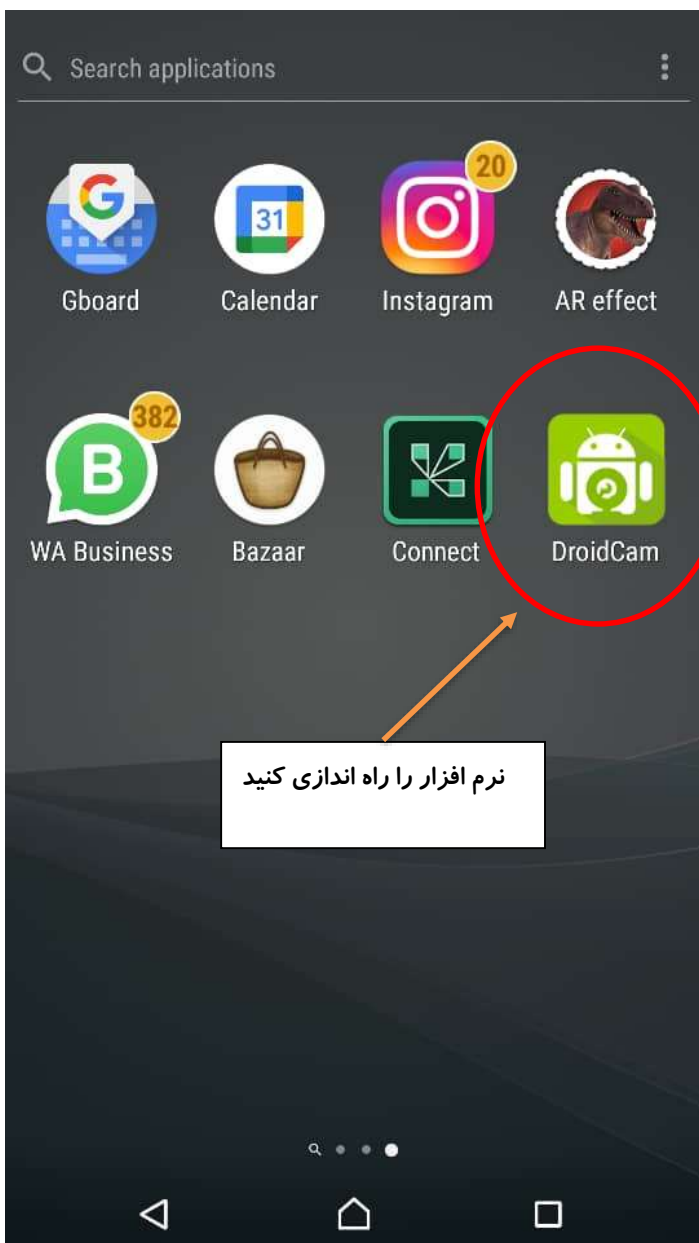 Search applications
20
31
Gboard Calendar Instagram AR effect
382
B
WA Business Bazaar Connect DroidCam
نرم افزار را راه اندازی کنید